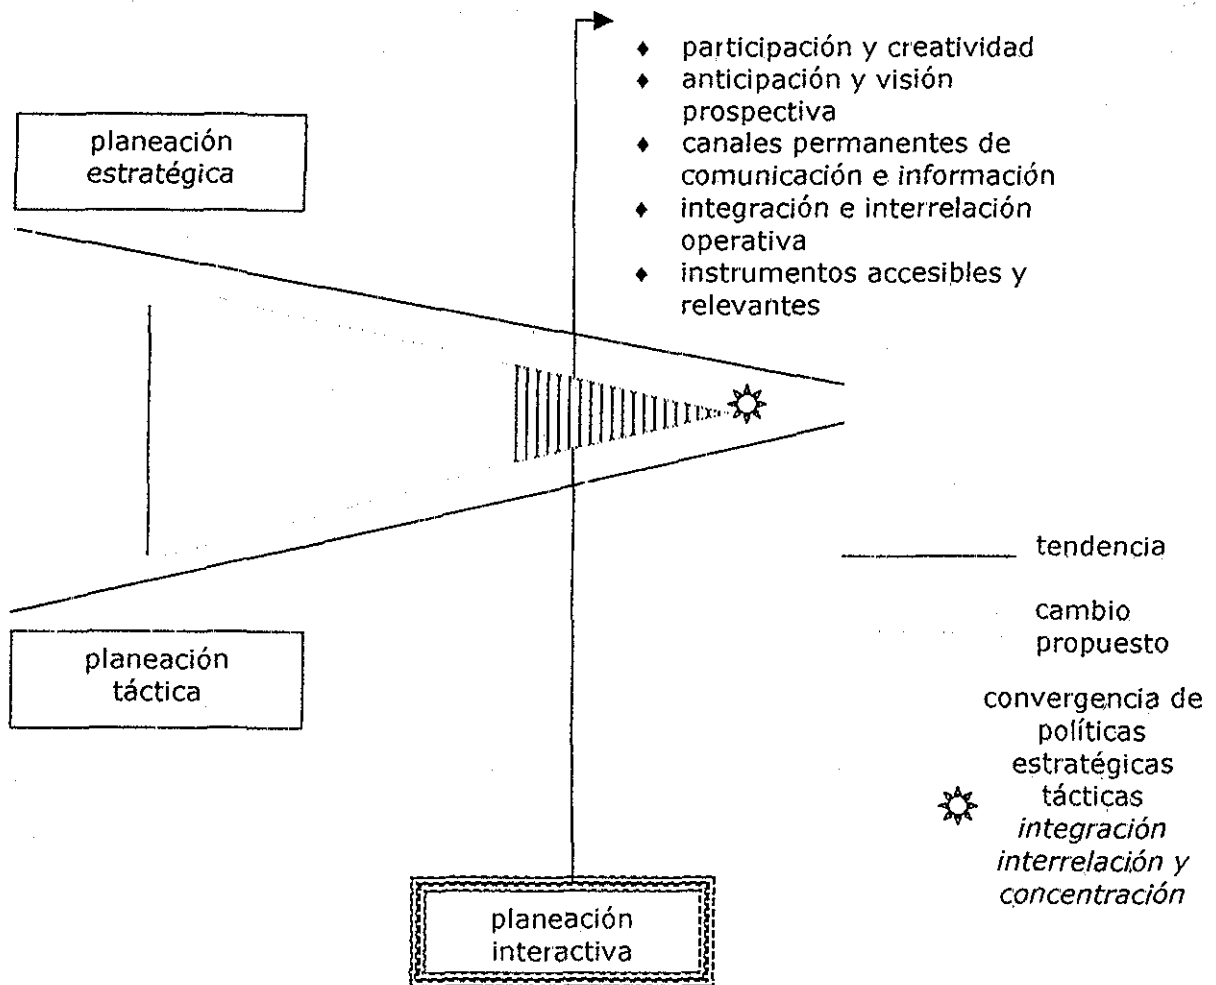 ♦ participación y creatividad
♦ anticipación y visión
prospectiva
♦ canales permanentes de
comunicación e información
♦ integración e interrelación
operativa
♦ instrumentos accesibles y
relevantes
planeación
estratégica
planeación
táctica
tendencia
cambio
propuesto
convergencia de
políticas
estratégicas
tácticas
integración
interrelación y
concentración
planeación
interactiva